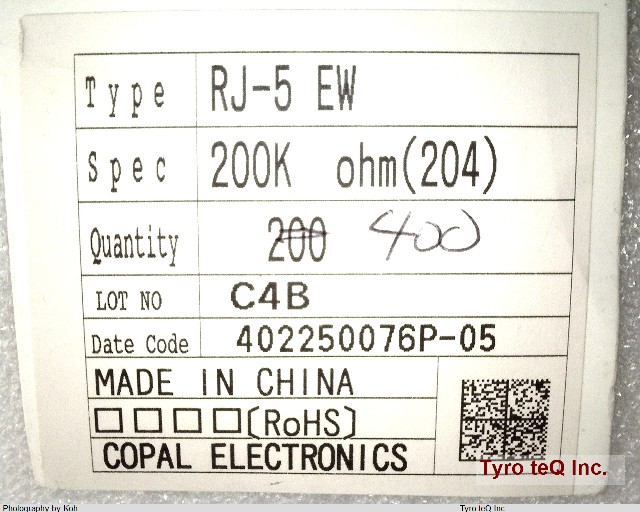 Type RJ-5 EW
Spec 200K ohm(204)
Quantity 200 400
LOT NO C4B
Date Code 402250076P-05
MADE IN CHINA
□□□□(RoHS)
COPAL ELECTRONICS
Tyro teQ Inc.
Photography by Koh Tyro teQ Inc